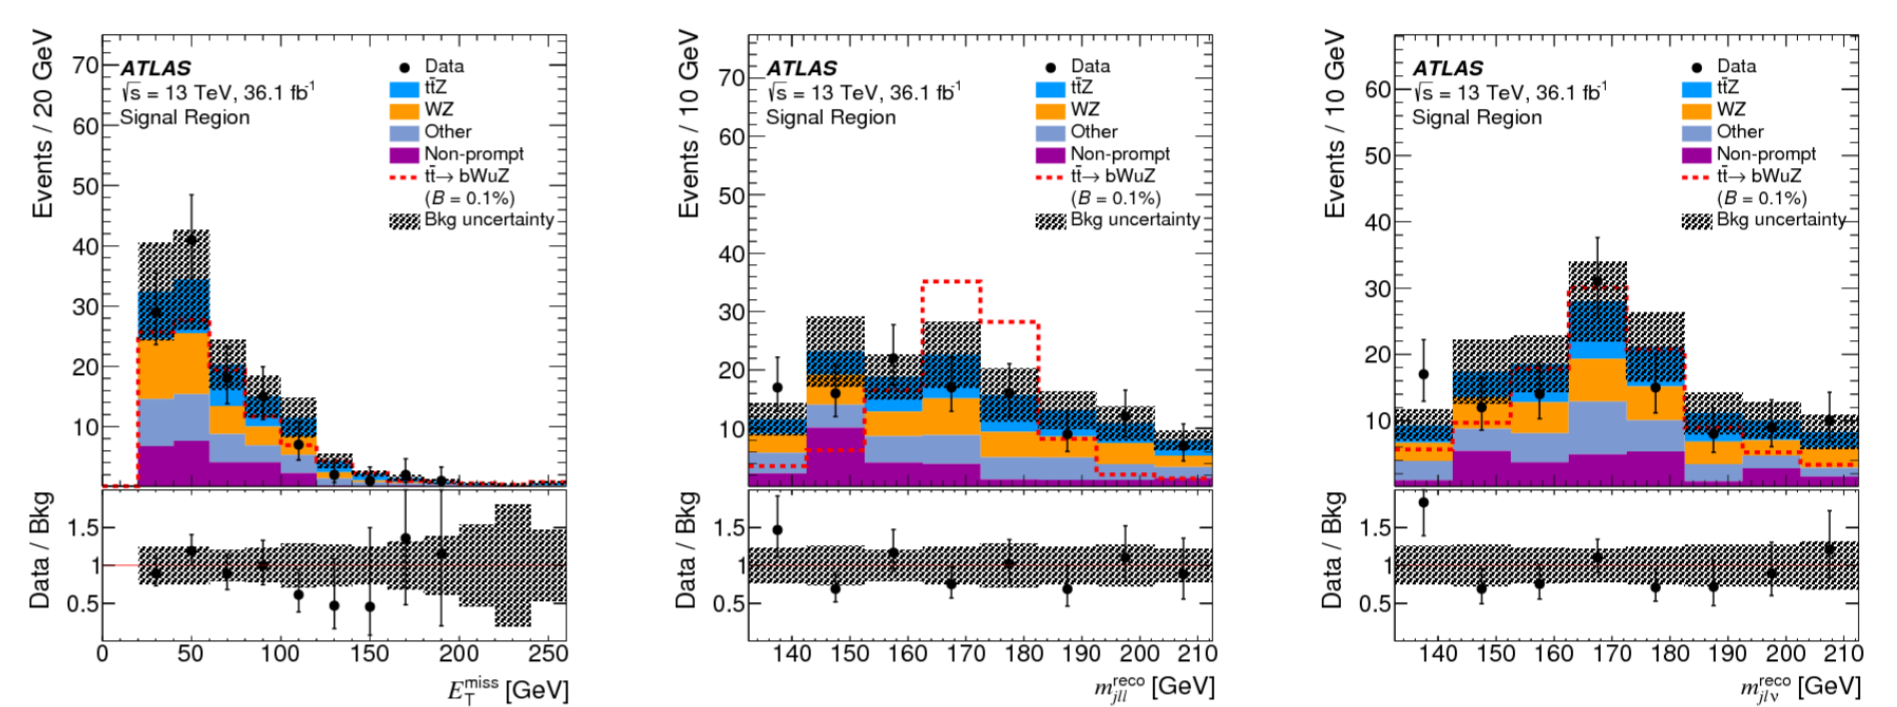 Events / 20 GeV
70
60
50
40
30
20
10
ATLAS
√s = 13 TeV, 36.1 fb⁻¹
Signal Region
Data
tt̄Z
WZ
Other
Non-prompt
tt̄→ bWuZ
(B = 0.1%)
Bkg uncertainty
Data / Bkg
1.5
1
0.5
0 50 100 150 200 250
E_T^miss [GeV]
Events / 10 GeV
70
60
50
40
30
20
10
ATLAS
√s = 13 TeV, 36.1 fb⁻¹
Signal Region
Data
tt̄Z
WZ
Other
Non-prompt
tt̄→ bWuZ
(B = 0.1%)
Bkg uncertainty
Data / Bkg
1.5
1
0.5
140 150 160 170 180 190 200 210
m_jll^reco [GeV]
Events / 10 GeV
60
50
40
30
20
10
ATLAS
√s = 13 TeV, 36.1 fb⁻¹
Signal Region
Data
tt̄Z
WZ
Other
Non-prompt
tt̄→ bWuZ
(B = 0.1%)
Bkg uncertainty
Data / Bkg
1.5
1
0.5
140 150 160 170 180 190 200 210
m_jlν^reco [GeV]